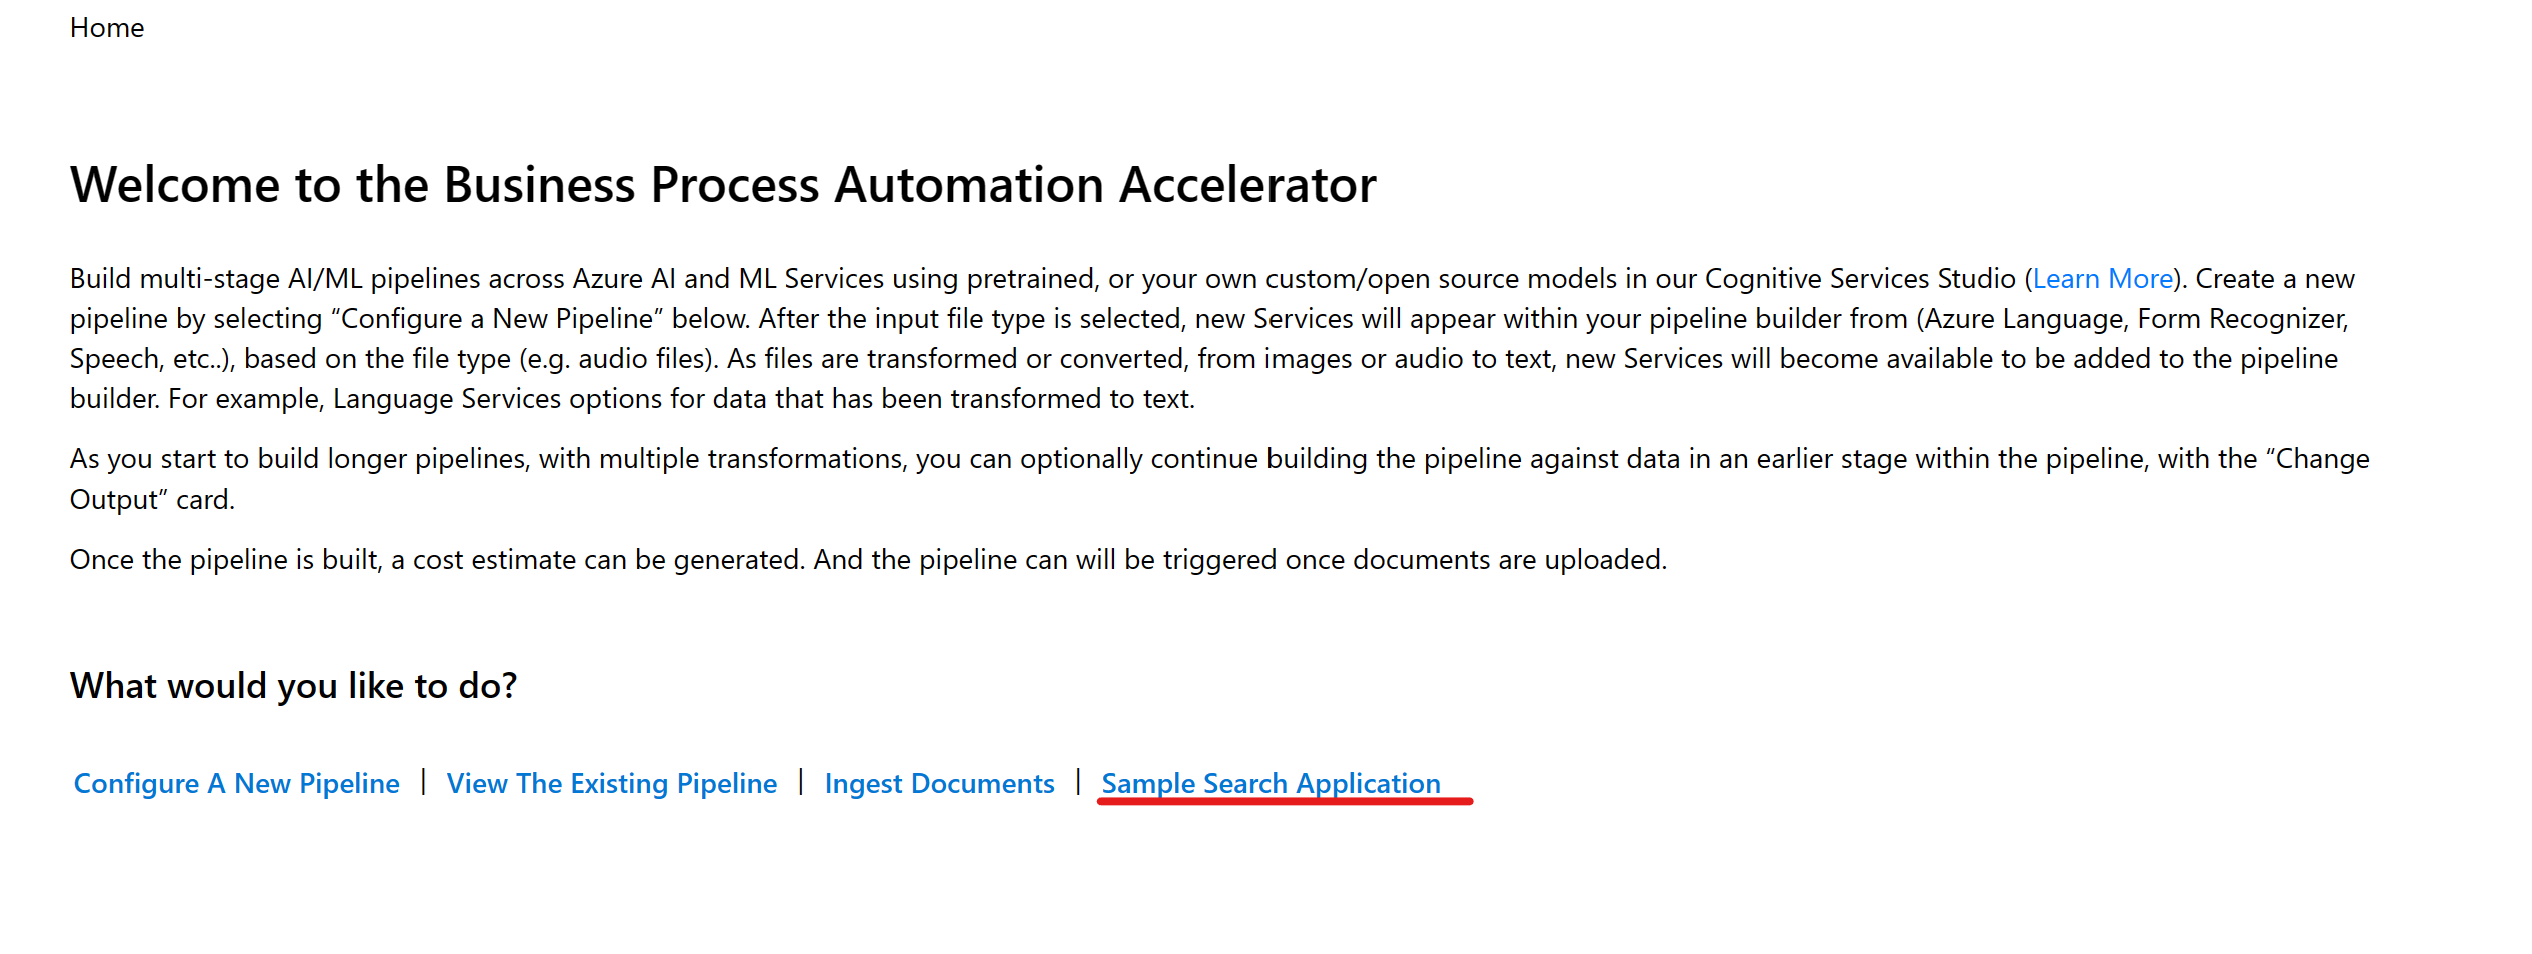 Home
Welcome to the Business Process Automation Accelerator
Build multi-stage AI/ML pipelines across Azure AI and ML Services using pretrained, or your own custom/open source models in our Cognitive Services Studio (Learn More). Create a new
pipeline by selecting “Configure a New Pipeline” below. After the input file type is selected, new Services will appear within your pipeline builder from (Azure Language, Form Recognizer,
Speech, etc..), based on the file type (e.g. audio files). As files are transformed or converted, from images or audio to text, new Services will become available to be added to the pipeline
builder. For example, Language Services options for data that has been transformed to text.
As you start to build longer pipelines, with multiple transformations, you can optionally continue building the pipeline against data in an earlier stage within the pipeline, with the “Change
Output” card.
Once the pipeline is built, a cost estimate can be generated. And the pipeline can will be triggered once documents are uploaded.
What would you like to do?
Configure A New Pipeline | View The Existing Pipeline | Ingest Documents | Sample Search Application